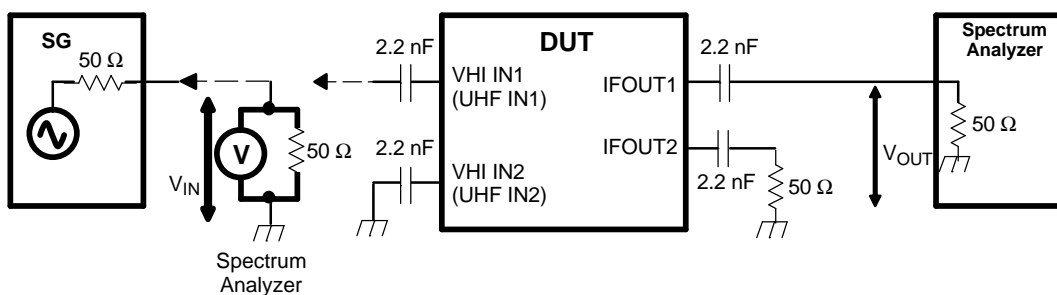 SG
50 Ω
VIN
V
50 Ω
Spectrum
Analyzer
2.2 nF
2.2 nF
DUT
VHI IN1
(UHF IN1)
VHI IN2
(UHF IN2)
IFOUT1
IFOUT2
2.2 nF
2.2 nF
50 Ω
VOUT
Spectrum
Analyzer
50 Ω